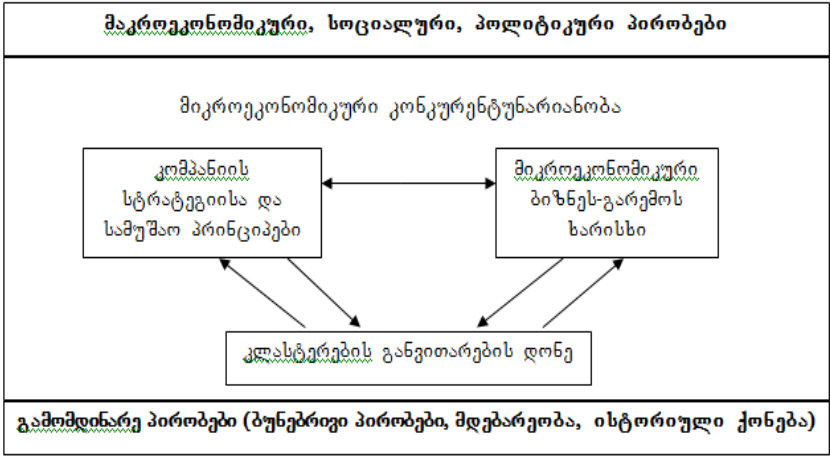 მაკროეკონომიკური, სოციალური, პოლიტიკური პირობები
მიკროეკონომიკური კონკურენტუნარიანობა
კომპანიის
სტრატეგიისა და
სამუშაო პრინციპები
მიკროეკონომიკური
ბიზნეს-გარემოს
ხარისხი
კლასტერების განვითარების დონე
გამომდინარე პირობები (ბუნებრივი პირობები, მდებარეობა, ისტორიული ქონება)